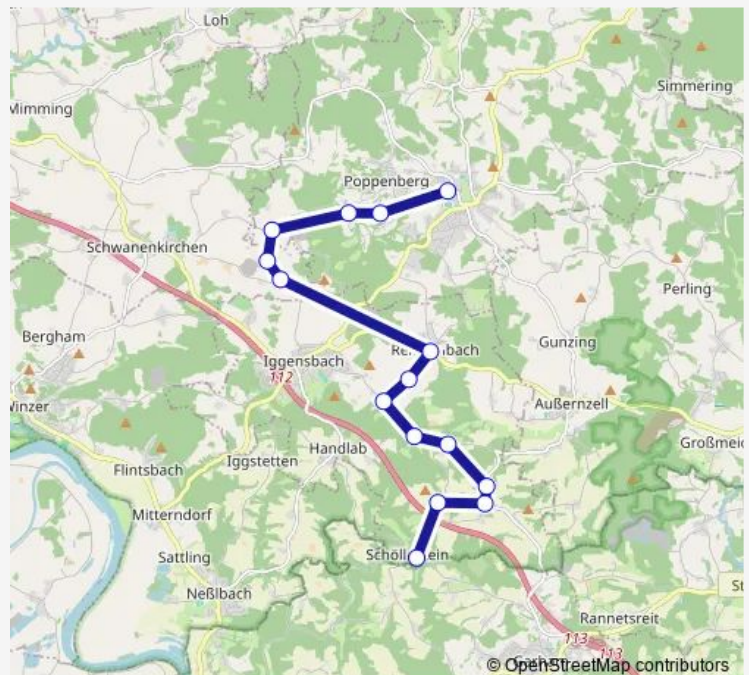 Loh
Simmering
Mimming
Poppenberg
Schwanenkirchen
Perling
Bergham
Gunzing
Iggensbach
112
Außernzell
Winzer
Großmei
Handlab
Iggstetten
Flintsbach
Mitterndorf
Sattling
Neßlbach
Rannetsreit
113
113
© OpenStreetMap contributors